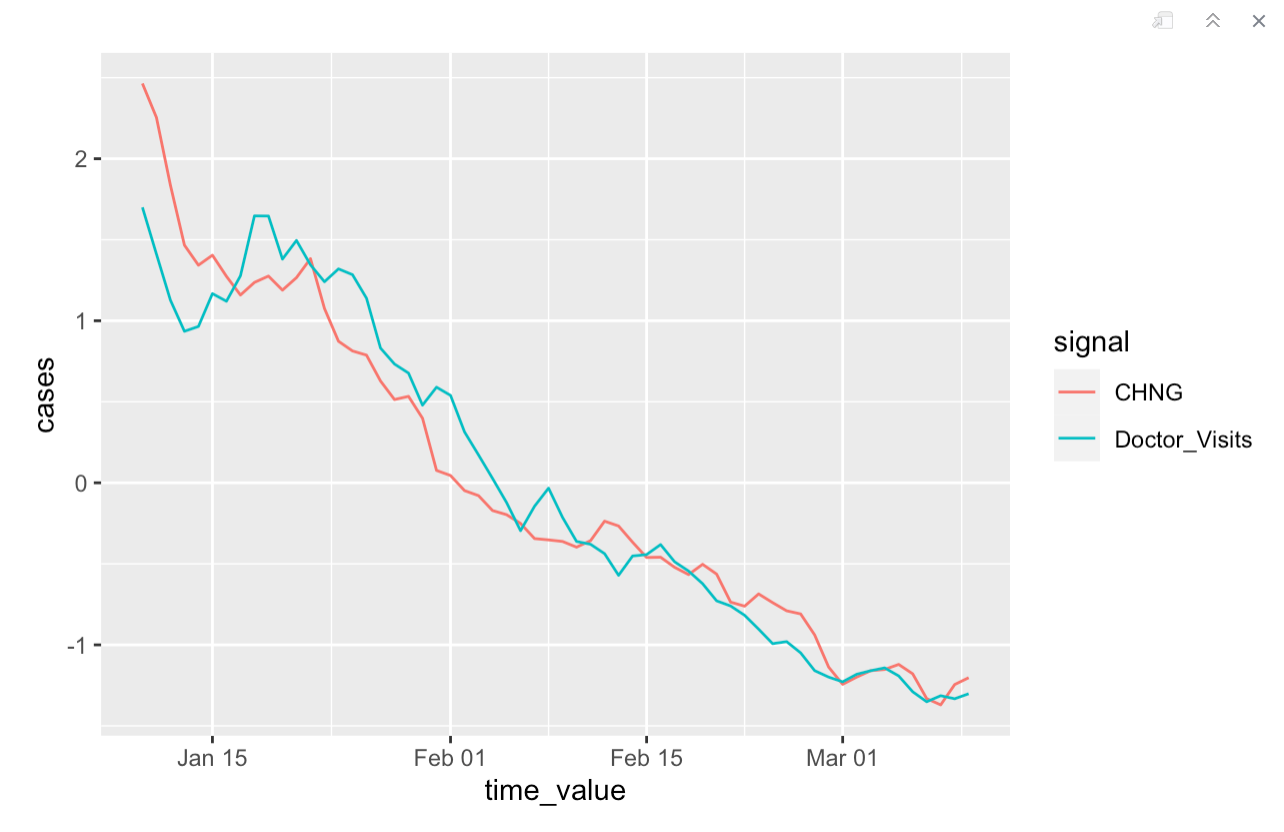 2
1
0
-1
cases
Jan 15
Feb 01
Feb 15
Mar 01
time_value
signal
CHNG
Doctor_Visits